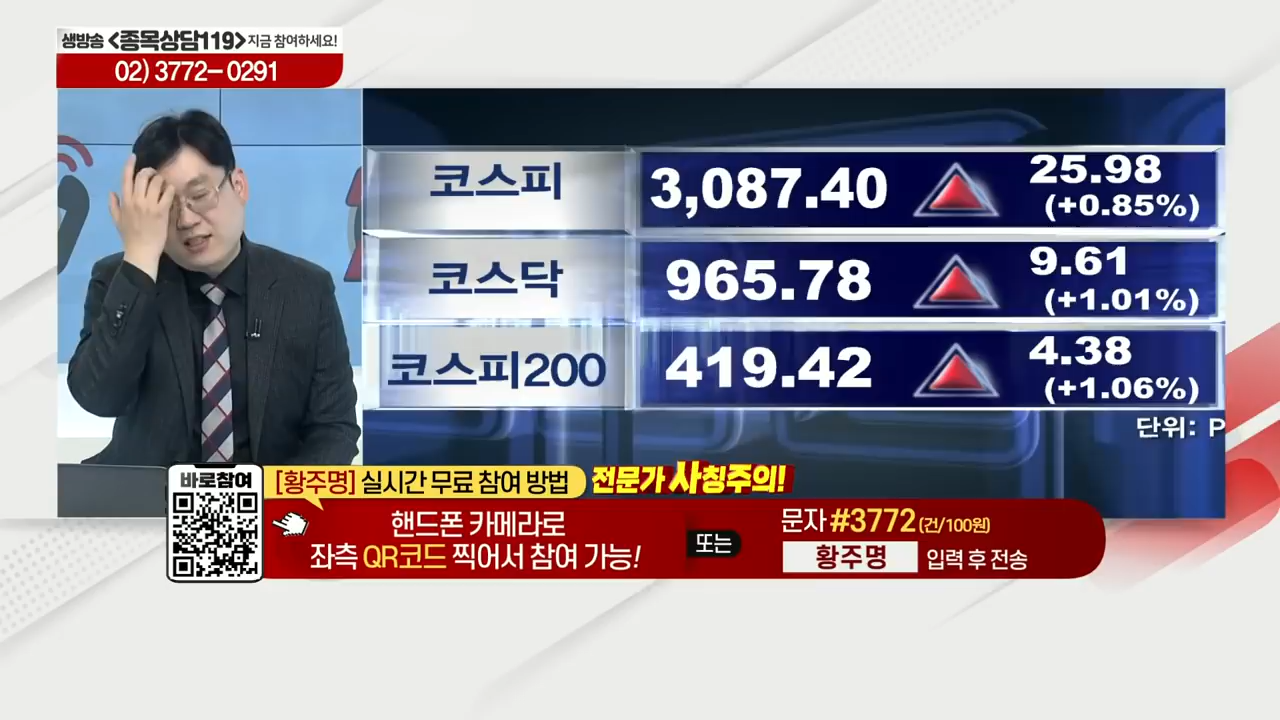 생방송 <종목상담119> 지금 참여하세요!
02) 3772-0291
코스피 3,087.40 25.98 (+0.85%)
코스닥 965.78 9.61 (+1.01%)
코스피200 419.42 4.38 (+1.06%)
단위: P
바로참여
[황주명] 실시간 무료 참여 방법 전문가 사칭주의!
핸드폰 카메라로
좌측 QR코드 찍어서 참여 가능!
또는
문자 #3772 (건/100원)
황주명 입력 후 전송